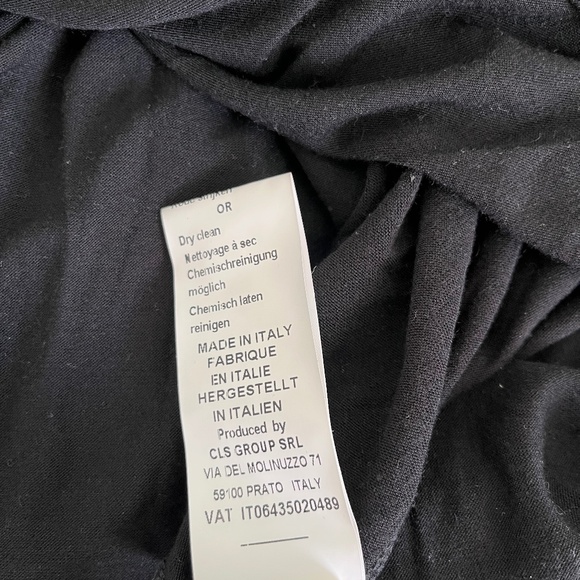 OR
Dry clean
Nettoyage à sec
Chemischreinigung
möglich
Chemisch laten
reinigen
MADE IN ITALY
FABRIQUE
EN ITALIE
HERGESTELLT
IN ITALIEN
Produced by
CLS GROUP SRL
VIA DEL MOLINUZZO 71
59100 PRATO ITALY
VAT IT06435020489